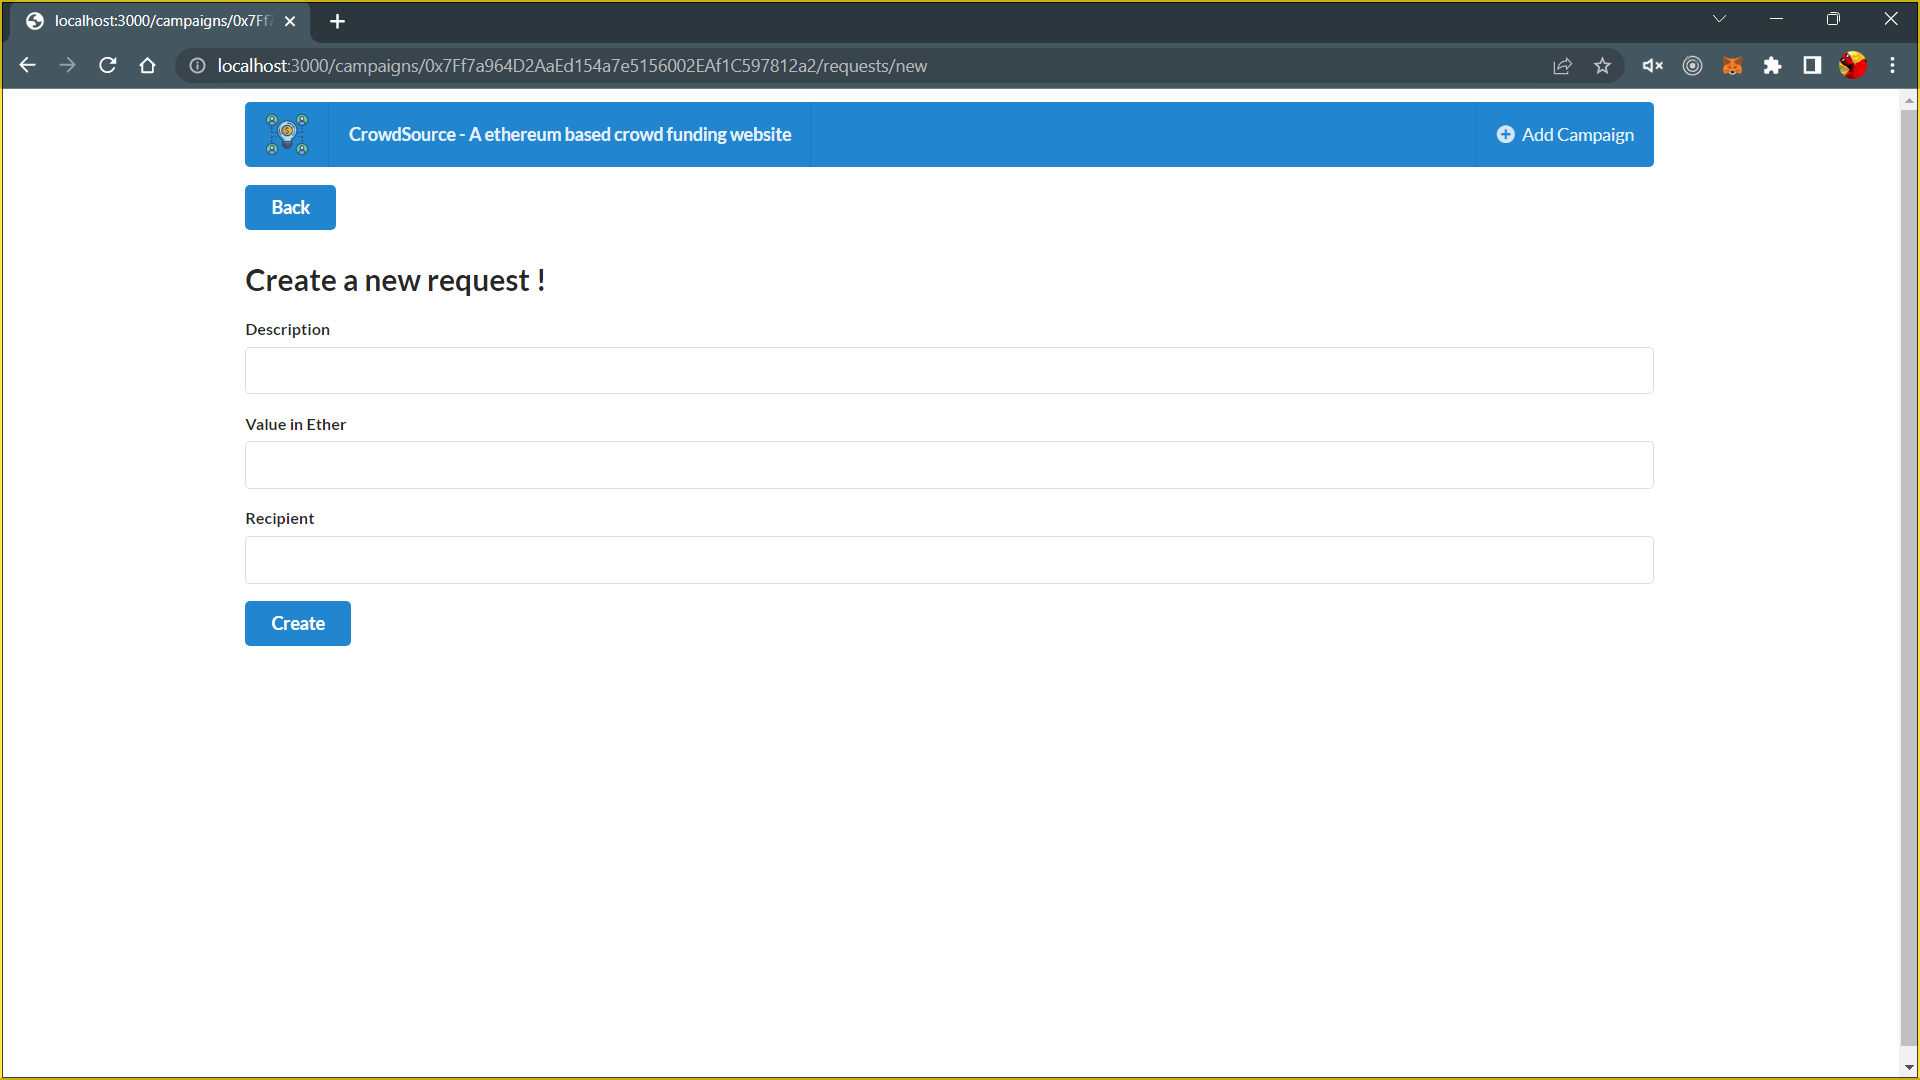 localhost:3000/campaigns/0x7Ff7
localhost:3000/campaigns/0x7Ff7a964D2AaEd154a7e5156002EAf1C597812a2/requests/new
CrowdSource - A ethereum based crowd funding website
Add Campaign
Back
Create a new request !
Description
Value in Ether
Recipient
Create